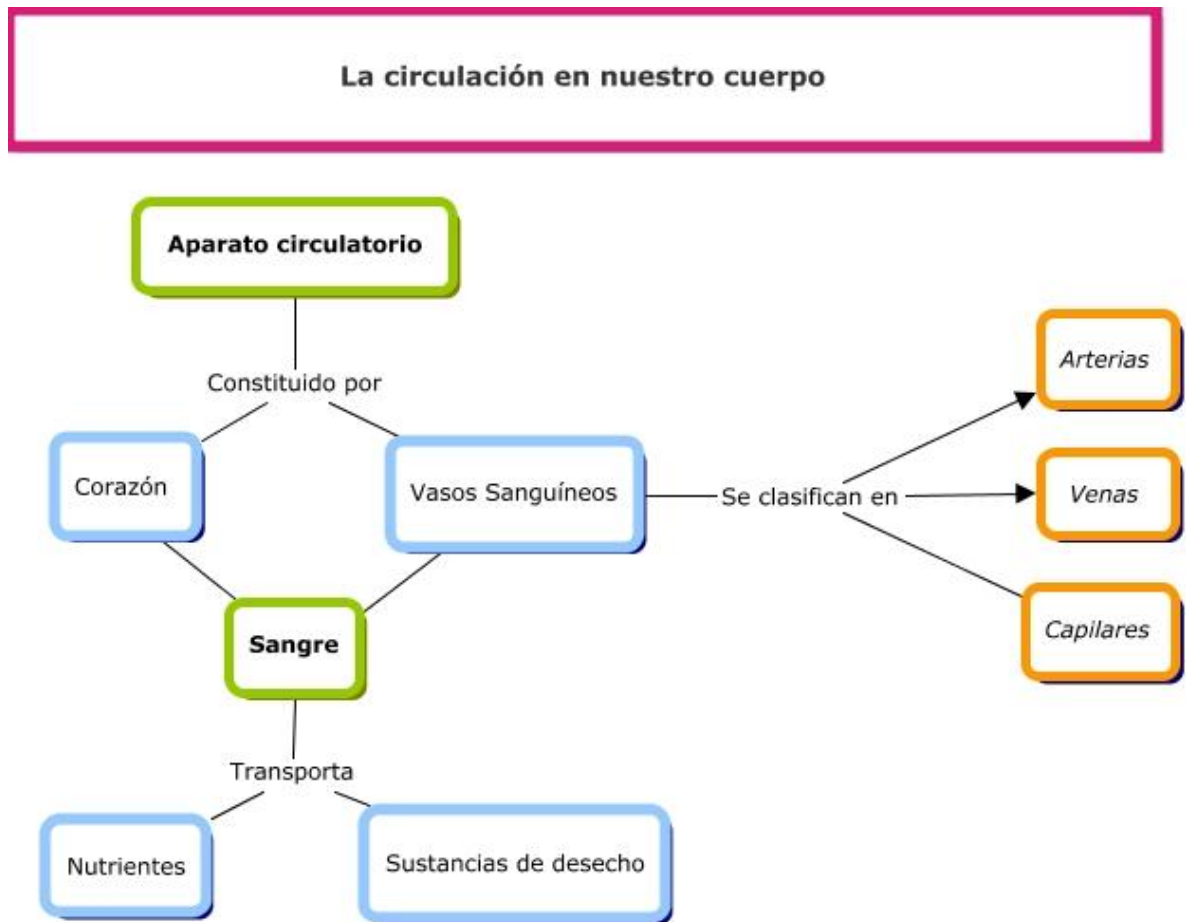 La circulación en nuestro cuerpo
Aparato circulatorio
Constituido por
Corazón
Vasos Sanguíneos
Se clasifican en
Arterias
Venas
Capilares
Sangre
Transporta
Nutrientes
Sustancias de desecho